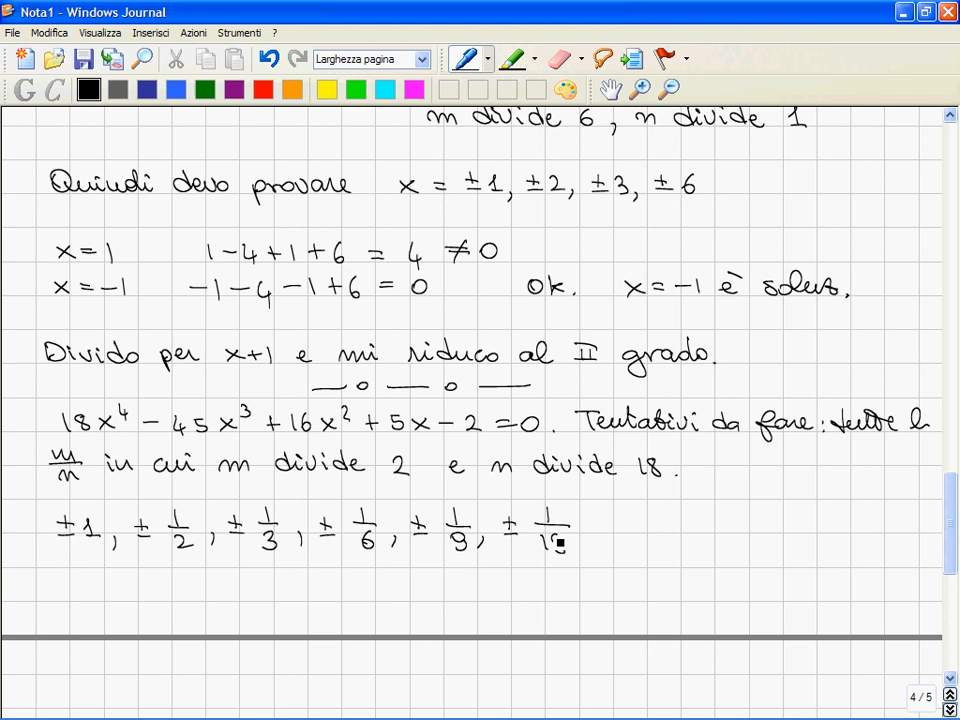 Nota1 - Windows Journal
File Modifica Visualizza Inserisci Azioni Strumenti ?
Larghezza pagina
G C
m divide 6, n divide 1
Quindi devo provare x = ±1, ±2, ±3, ±6
x=1 1-4+1+6 = 4 ≠0
x=-1 -1-4-1+6=0 ok. x=-1 è soluz.
Divido per x+1 e mi riduco al II grado.
— o — o —
18x⁴ - 45x³ +16x² + 5x - 2 = 0. Tentativi da fare: tutte le
m/n in cui m divide 2 e n divide 18.
±1, ± 1/2, ± 1/3, ± 1/6, ± 1/9, ± 1/18
4 / 5